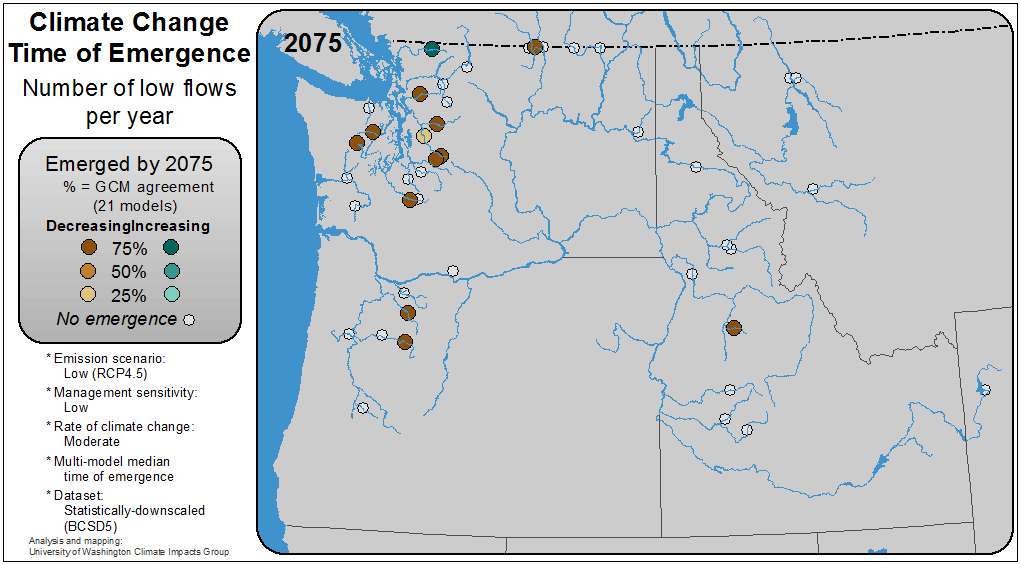 Climate Change
Time of Emergence
Number of low flows
per year
Emerged by 2075
% = GCM agreement
(21 models)
DecreasingIncreasing
75%
50%
25%
No emergence
* Emission scenario:
Low (RCP4.5)
* Management sensitivity:
Low
* Rate of climate change:
Moderate
* Multi-model median
time of emergence
* Dataset:
Statistically-downscaled
(BCSD5)
Analysis and mapping:
University of Washington Climate Impacts Group
2075